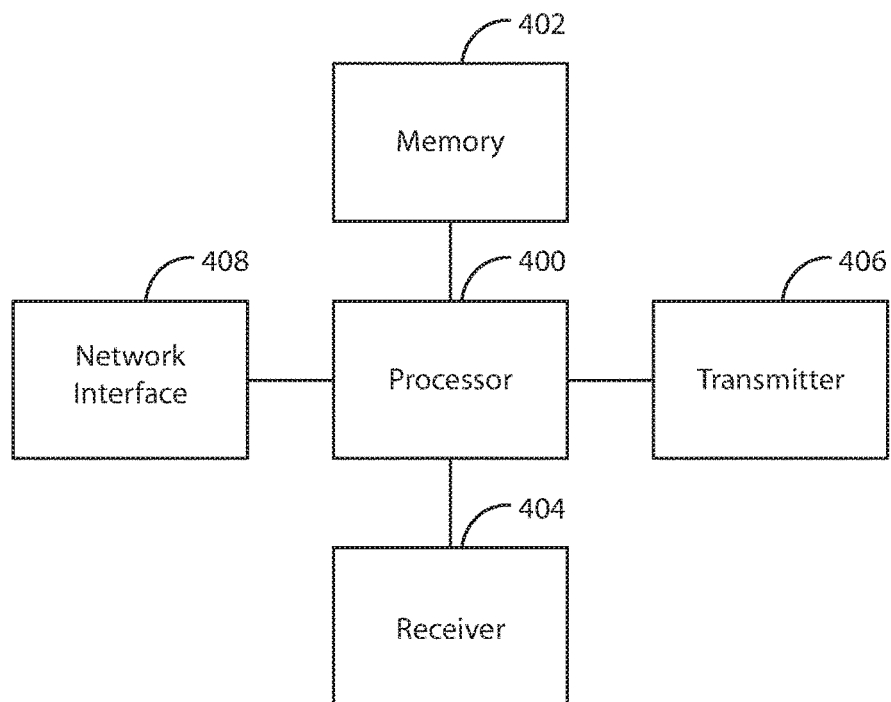 402
Memory
408
400
406
Network
Interface
Processor
Transmitter
404
Receiver